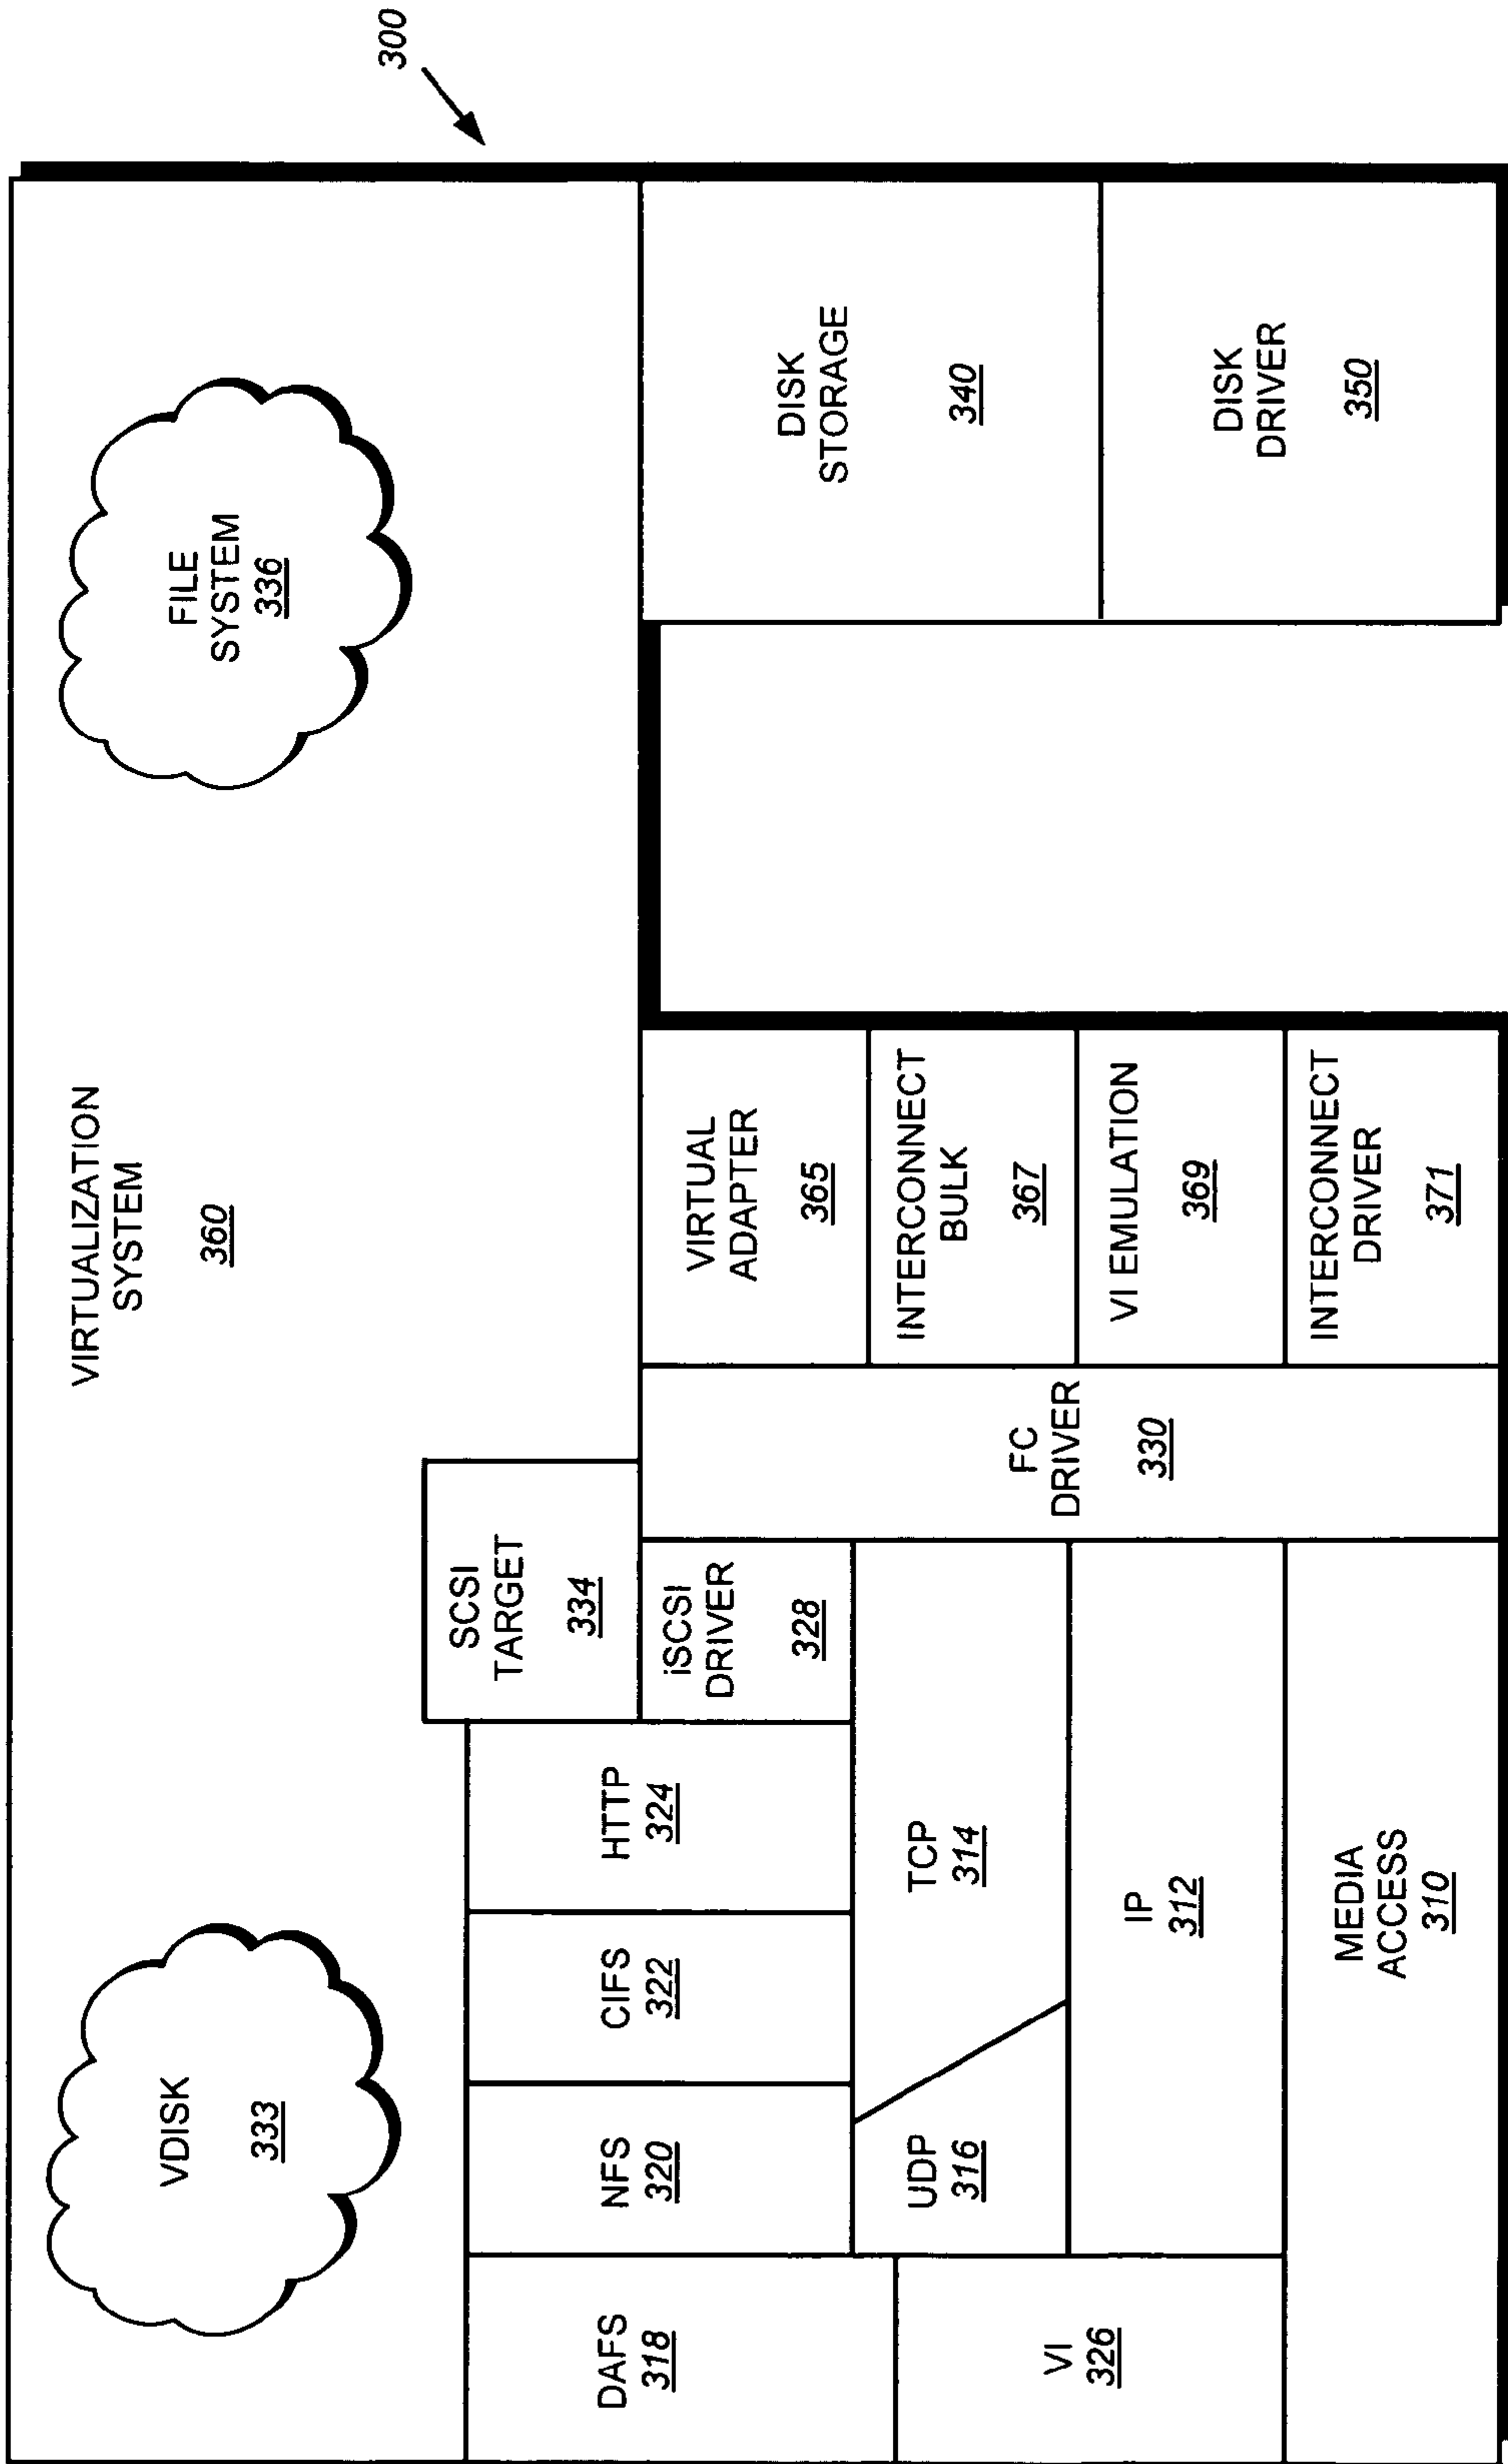 300
VIRTUALIZATION
SYSTEM
360
VDISK
333
FILE
SYSTEM
336
SCSI
TARGET
334
DAFS
318
NFS
320
CIFS
322
HTTP
324
iSCSI
DRIVER
328
FC
DRIVER
330
VIRTUAL
ADAPTER
365
DISK
STORAGE
340
UDP
316
TCP
314
INTERCONNECT
BULK
367
VI
326
IP
312
VI EMULATION
369
MEDIA
ACCESS
310
INTERCONNECT
DRIVER
371
DISK
DRIVER
350